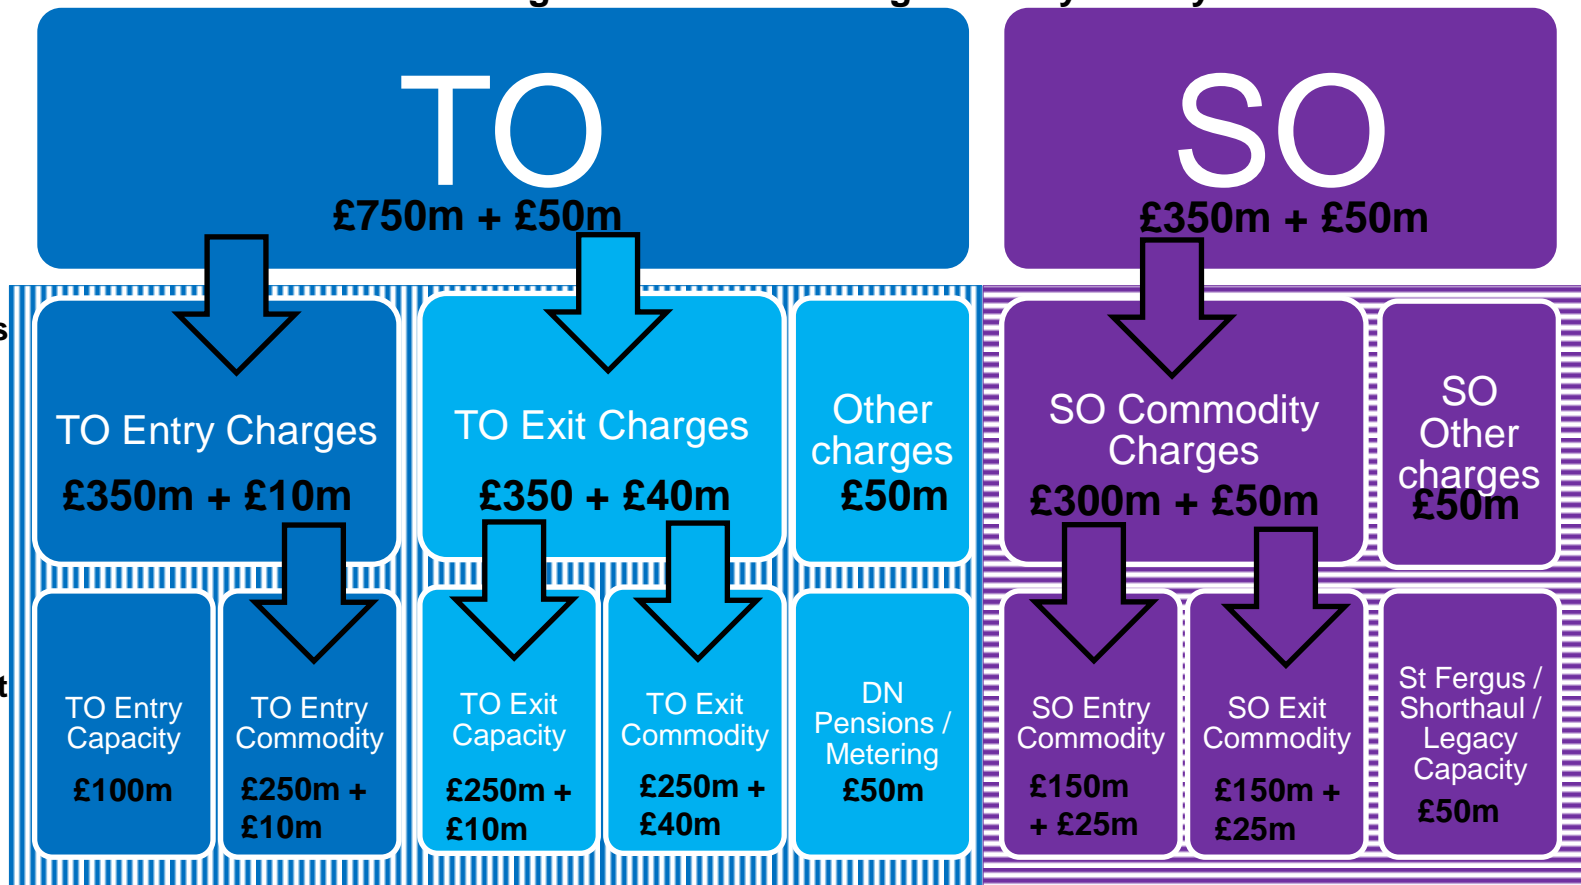 TO
£750m + £50m
SO
£350m + £50m
TO Entry Charges
£350m + £10m
TO Exit Charges
£350 + £40m
Other
charges
£50m
SO Commodity
Charges
£300m + £50m
SO
Other
charges
£50m
TO Entry
Capacity
£100m
TO Entry
Commodity
£250m +
£10m
TO Exit
Capacity
£250m +
£10m
TO Exit
Commodity
£250m +
£40m
DN
Pensions /
Metering
£50m
SO Entry
Commodity
£150m
+ £25m
SO Exit
Commodity
£150m +
£25m
St Fergus /
Shorthaul /
Legacy
Capacity
£50m